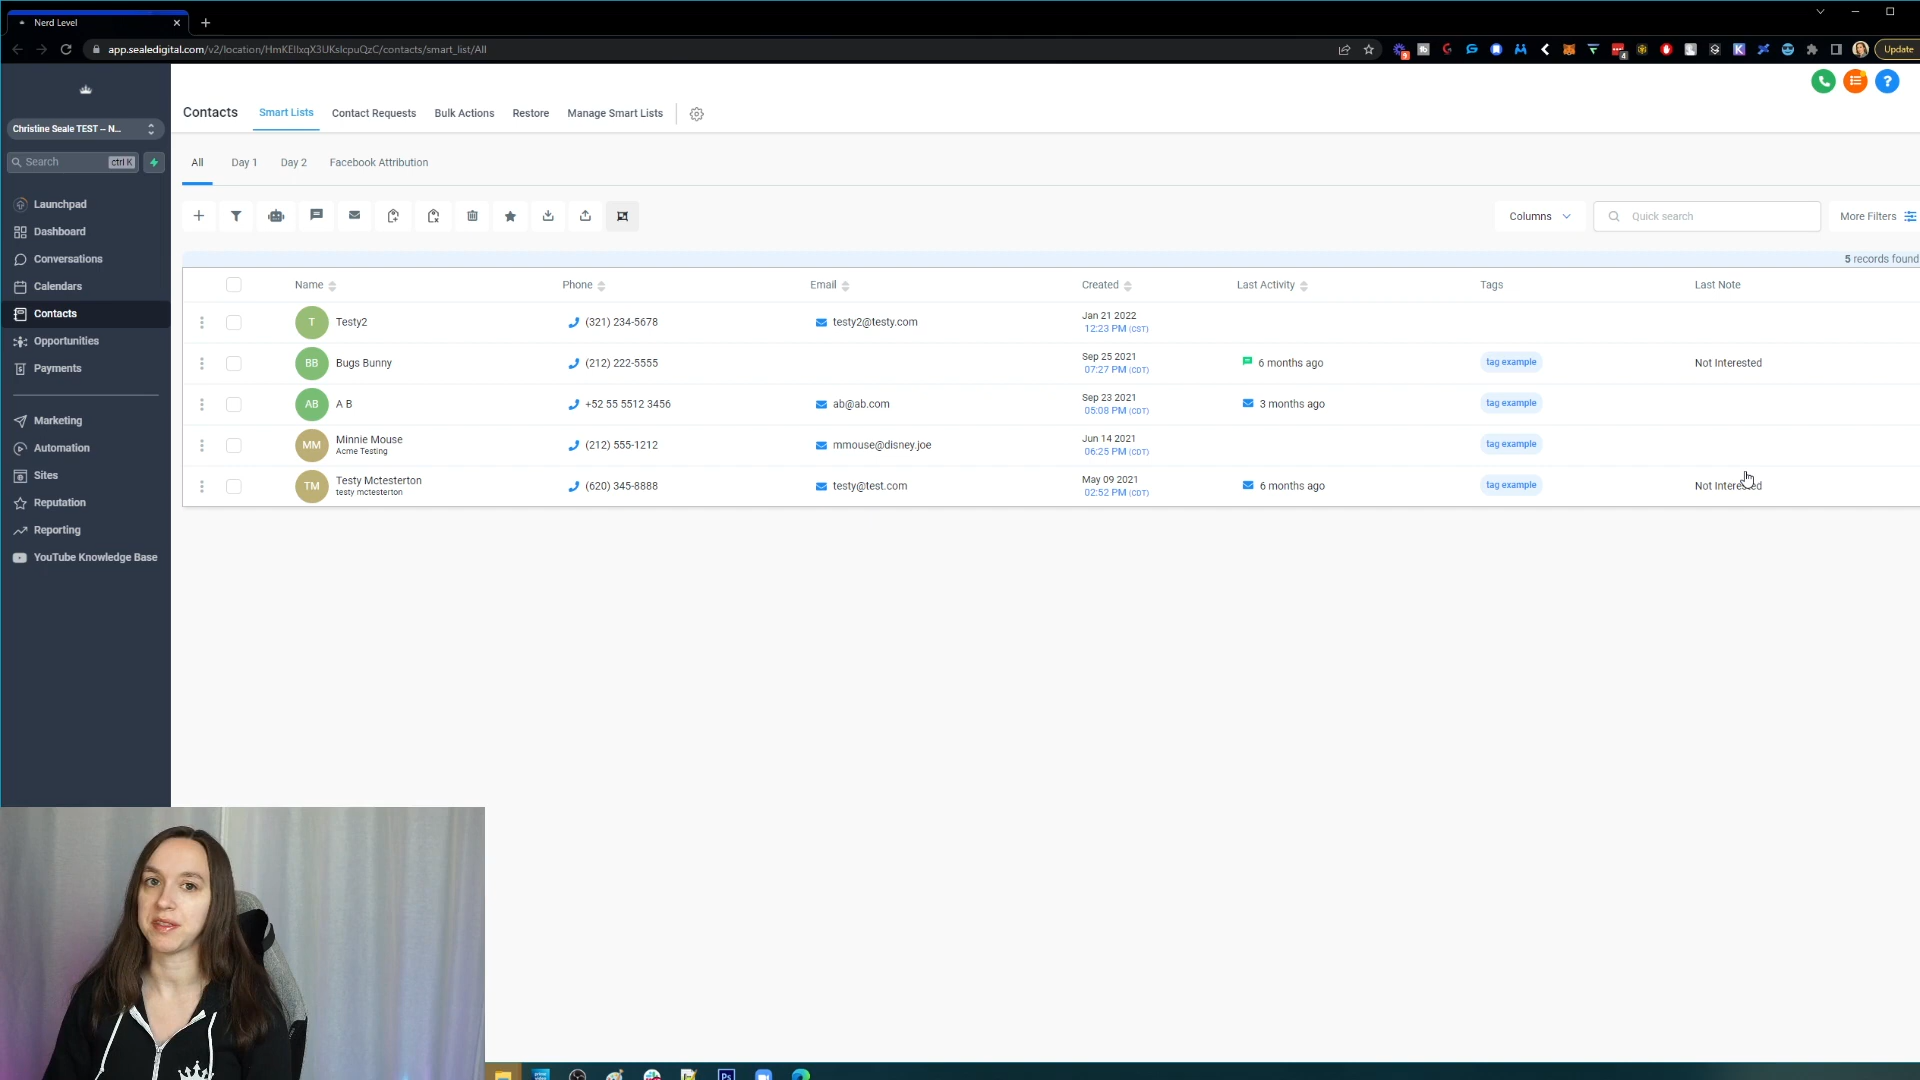 Nerd Level
app.sealedigital.com/v2/location/HmKEIlxqX3UKslcpuQzC/contacts/smart_list/All
Update
Christine Seale TEST – N...
Search ctrl K
Launchpad
Dashboard
Conversations
Calendars
Contacts
Opportunities
Payments
Marketing
Automation
Sites
Reputation
Reporting
YouTube Knowledge Base
Contacts Smart Lists Contact Requests Bulk Actions Restore Manage Smart Lists
All Day 1 Day 2 Facebook Attribution
Columns Quick search More Filters
5 records found
Name Phone Email Created Last Activity Tags Last Note
T Testy2 (321) 234-5678 testy2@testy.com Jan 21 2022
12:23 PM (CST)
BB Bugs Bunny (212) 222-5555 Sep 25 2021 6 months ago tag example Not Interested
07:27 PM (CDT)
AB A B +52 55 5512 3456 ab@ab.com Sep 23 2021 3 months ago tag example
05:08 PM (CDT)
MM Minnie Mouse (212) 555-1212 mmouse@disney.joe Jun 14 2021 tag example
Acme Testing 06:25 PM (CDT)
TM Testy Mctesterton (620) 345-8888 testy@test.com May 09 2021 6 months ago tag example Not Interested
testy mctesterton 02:52 PM (CDT)
Ps